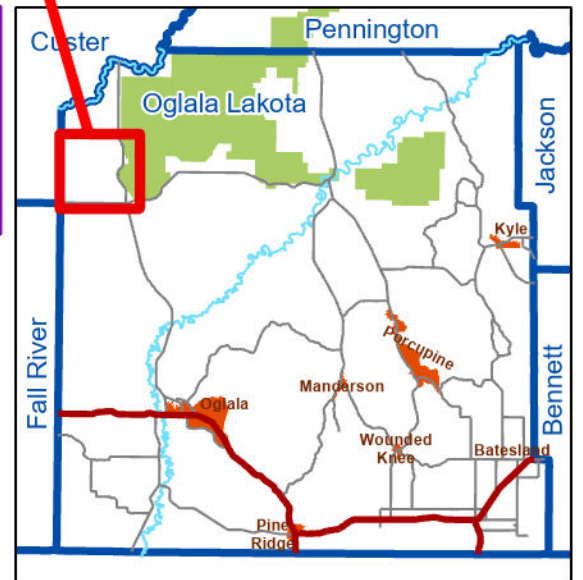 Custer
Pennington
Oglala Lakota
Jackson
Kyle
Porcupine
Fall River
Manderson
Oglala
Bennett
Wounded
Knee
Batesland
Pine
Ridge